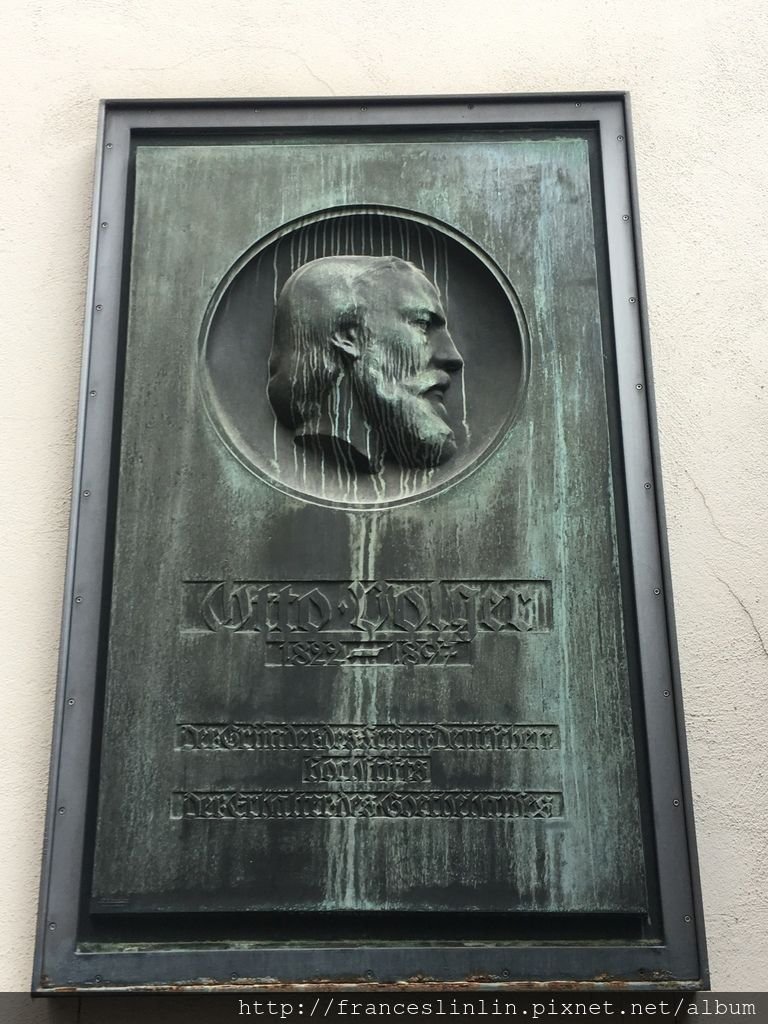 Otto · Volger
1822–1897
Der Gründer des Freien Deutschen
Hochstifts
Der Erhalter des Goethehauses
http://franceslinlin.pixnet.net/album